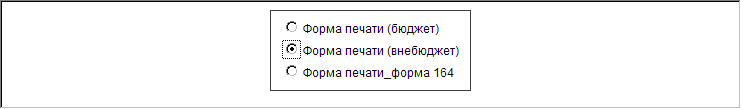 Форма печати (бюджет)
Форма печати (внебюджет)
Форма печати_форма 164